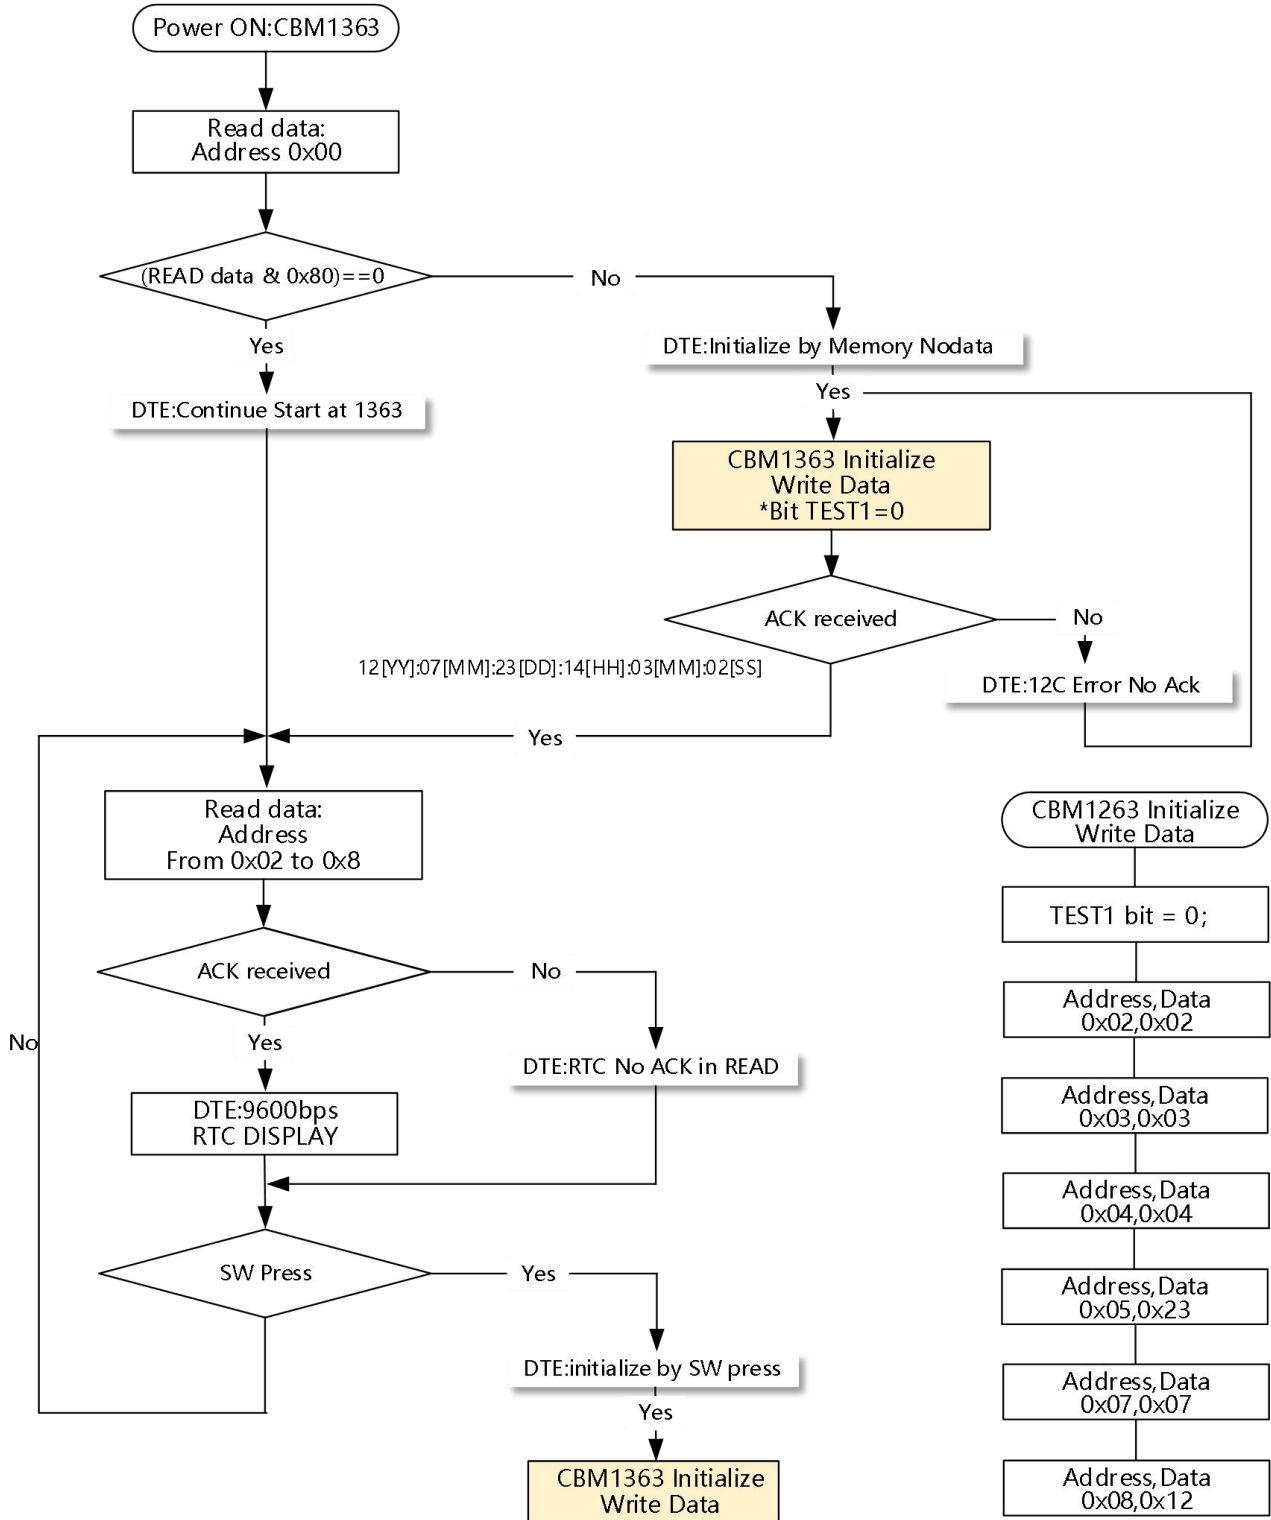 Power ON:CBM1363
Read data:
Address 0x00
(READ data & 0x80)==0
No
Yes
DTE:Initialize by Memory Nodata
Yes
DTE:Continue Start at 1363
CBM1363 Initialize
Write Data
*Bit TEST1=0
ACK received
No
12[YY]:07[MM]:23[DD]:14[HH]:03[MM]:02[SS]
DTE:12C Error No Ack
Yes
Read data:
Address
From 0x02 to 0x8
ACK received
No
No
Yes
DTE:RTC No ACK in READ
DTE:9600bps
RTC DISPLAY
SW Press
Yes
DTE:initialize by SW press
Yes
CBM1363 Initialize
Write Data
CBM1263 Initialize
Write Data
TEST1 bit = 0;
Address,Data
0x02,0x02
Address,Data
0x03,0x03
Address,Data
0x04,0x04
Address,Data
0x05,0x23
Address,Data
0x07,0x07
Address,Data
0x08,0x12